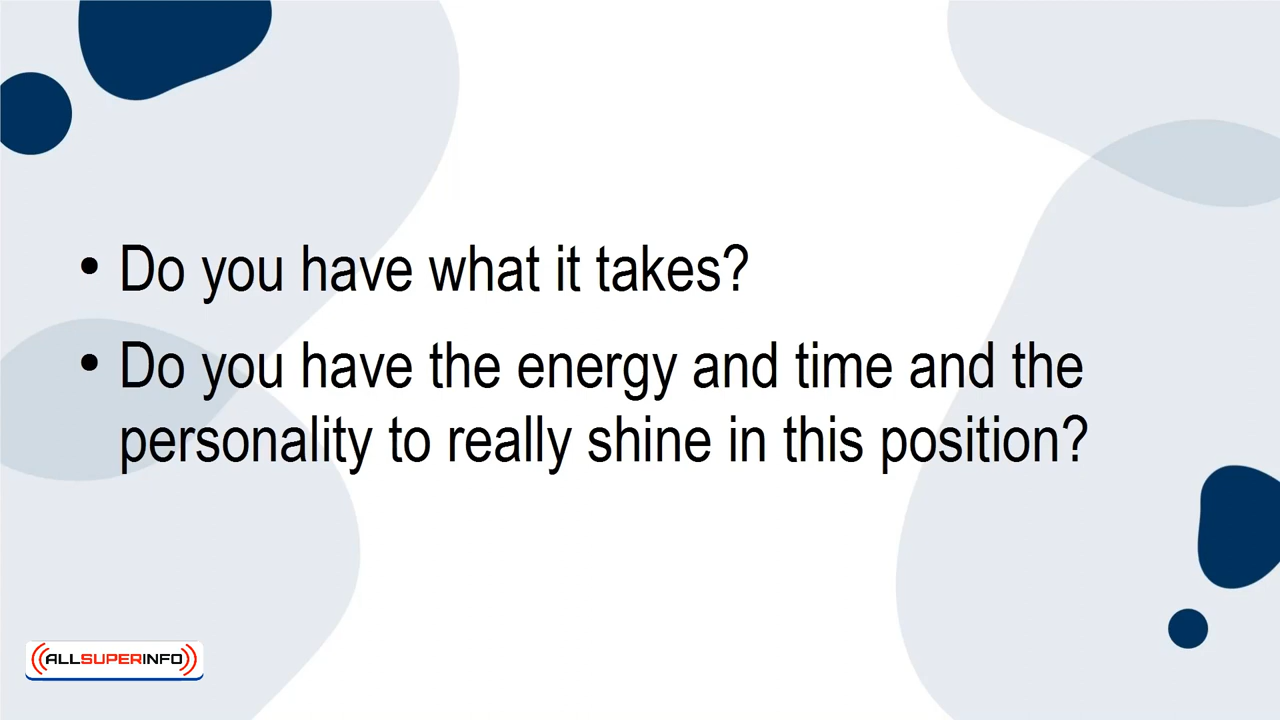 • Do you have what it takes?
• Do you have the energy and time and the
personality to really shine in this position?
ALLSUPERINFO